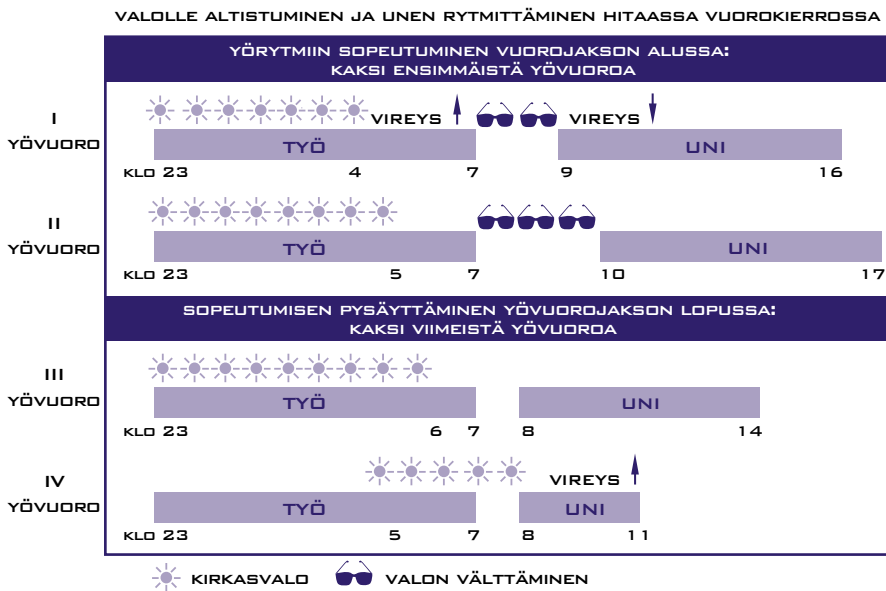 VALOLLE ALTISTUMINEN JA UNEN RYTMITTÄMINEN HITAASSA VUOROKIERROSSA
YÖRYTMIIN SOPEUTUMINEN VUOROJAKSON ALUSSA:
KAKSI ENSIMMÄISTÄ YÖVUOROA
I
YÖVUORO
VIREYS VIREYS
TYÖ UNI
KLO 23 4 7 9 16
II
YÖVUORO
TYÖ UNI
KLO 23 5 7 10 17
SOPEUTUMISEN PYSÄYTTÄMINEN YÖVUOROJAKSON LOPUSSA:
KAKSI VIIMEISTÄ YÖVUOROA
III
YÖVUORO
TYÖ UNI
KLO 23 6 7 8 14
IV
YÖVUORO
VIREYS
TYÖ UNI
KLO 23 5 7 8 11
KIRKASVALO VALON VÄLTTÄMINEN